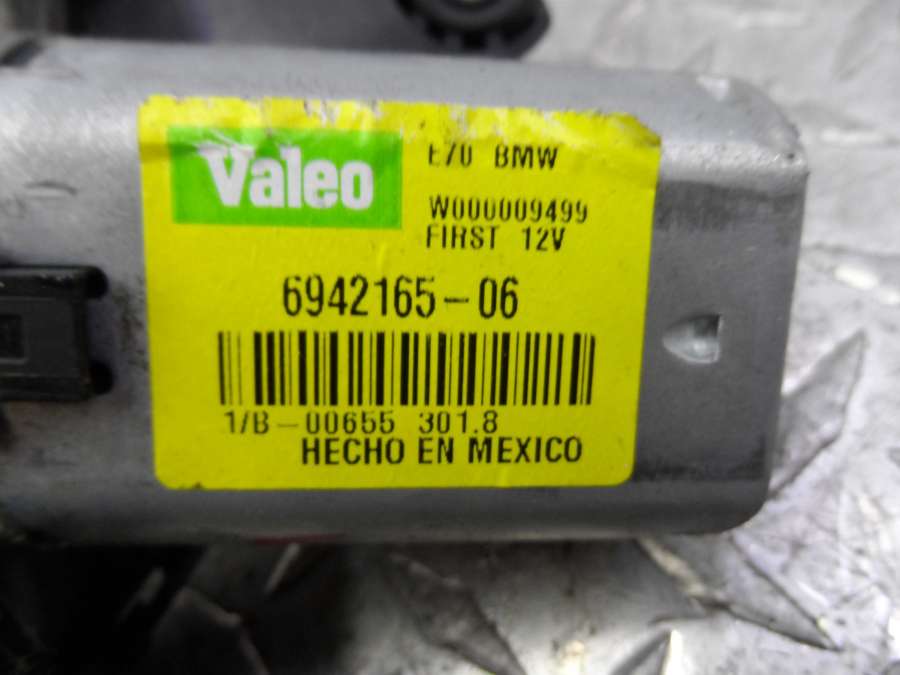 Valeo
E70 BMW
W000009499
FIRST 12V
6942165-06
1/B-00655 301.8
HECHO EN MEXICO